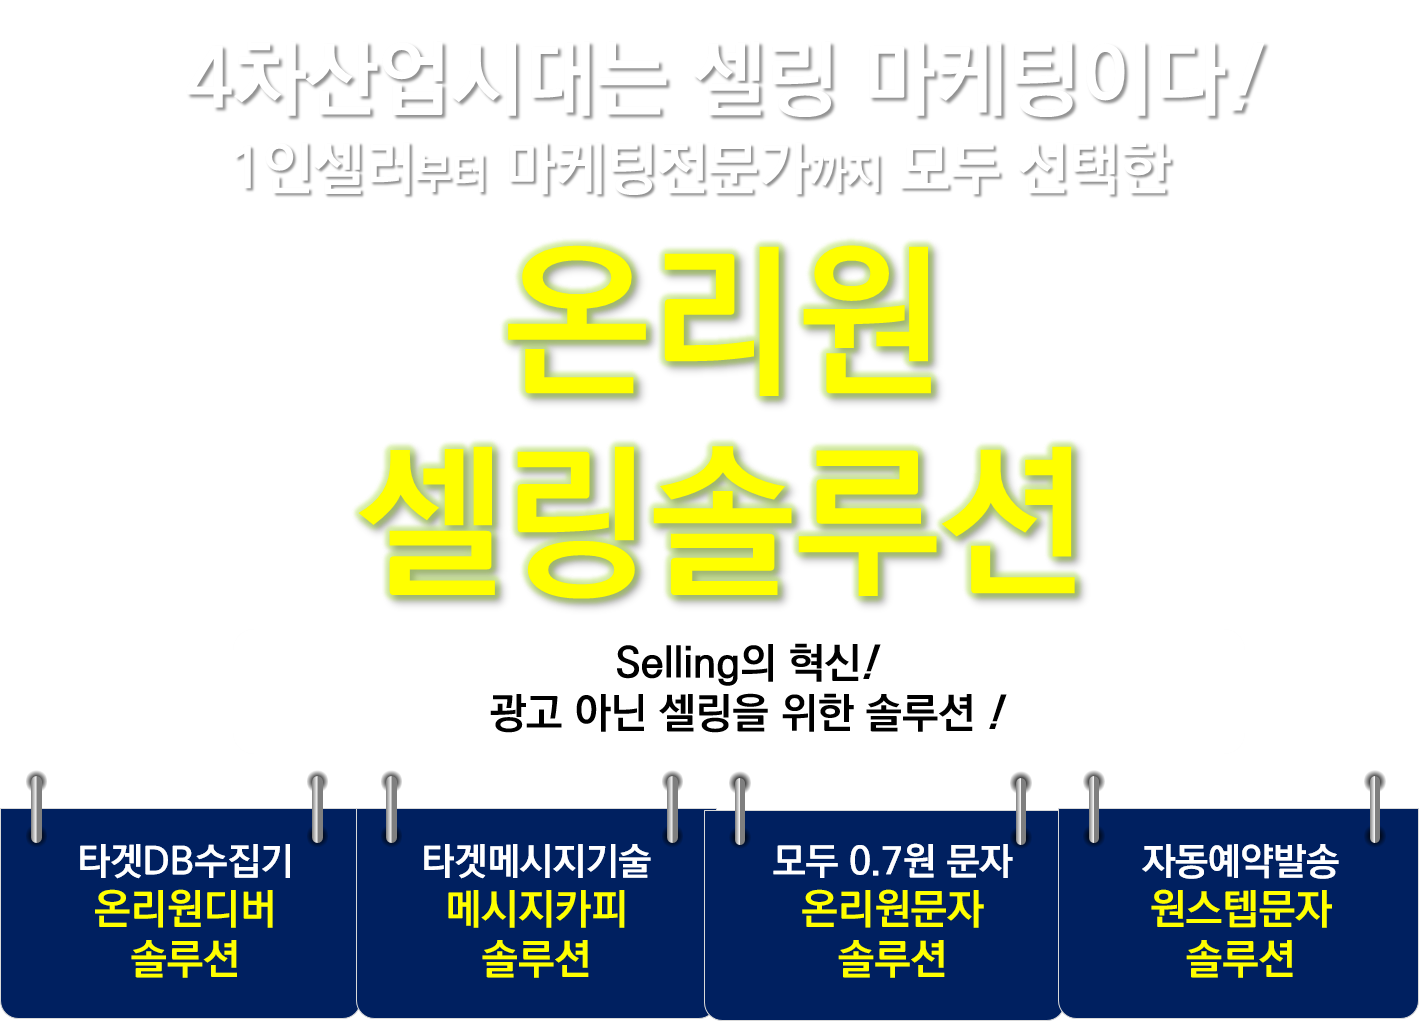 4차산업시대는 셀링 마케팅이다!
1인셀러부터 마케팅전문가까지 모두 선택한
온리원
셀링솔루션
Selling의 혁신!
광고 아닌 셀링을 위한 솔루션 !
타겟DB수집기
온리원디버
솔루션
타겟메시지기술
메시지카피
솔루션
모두 0.7원 문자
온리원문자
솔루션
자동예약발송
원스텝문자
솔루션